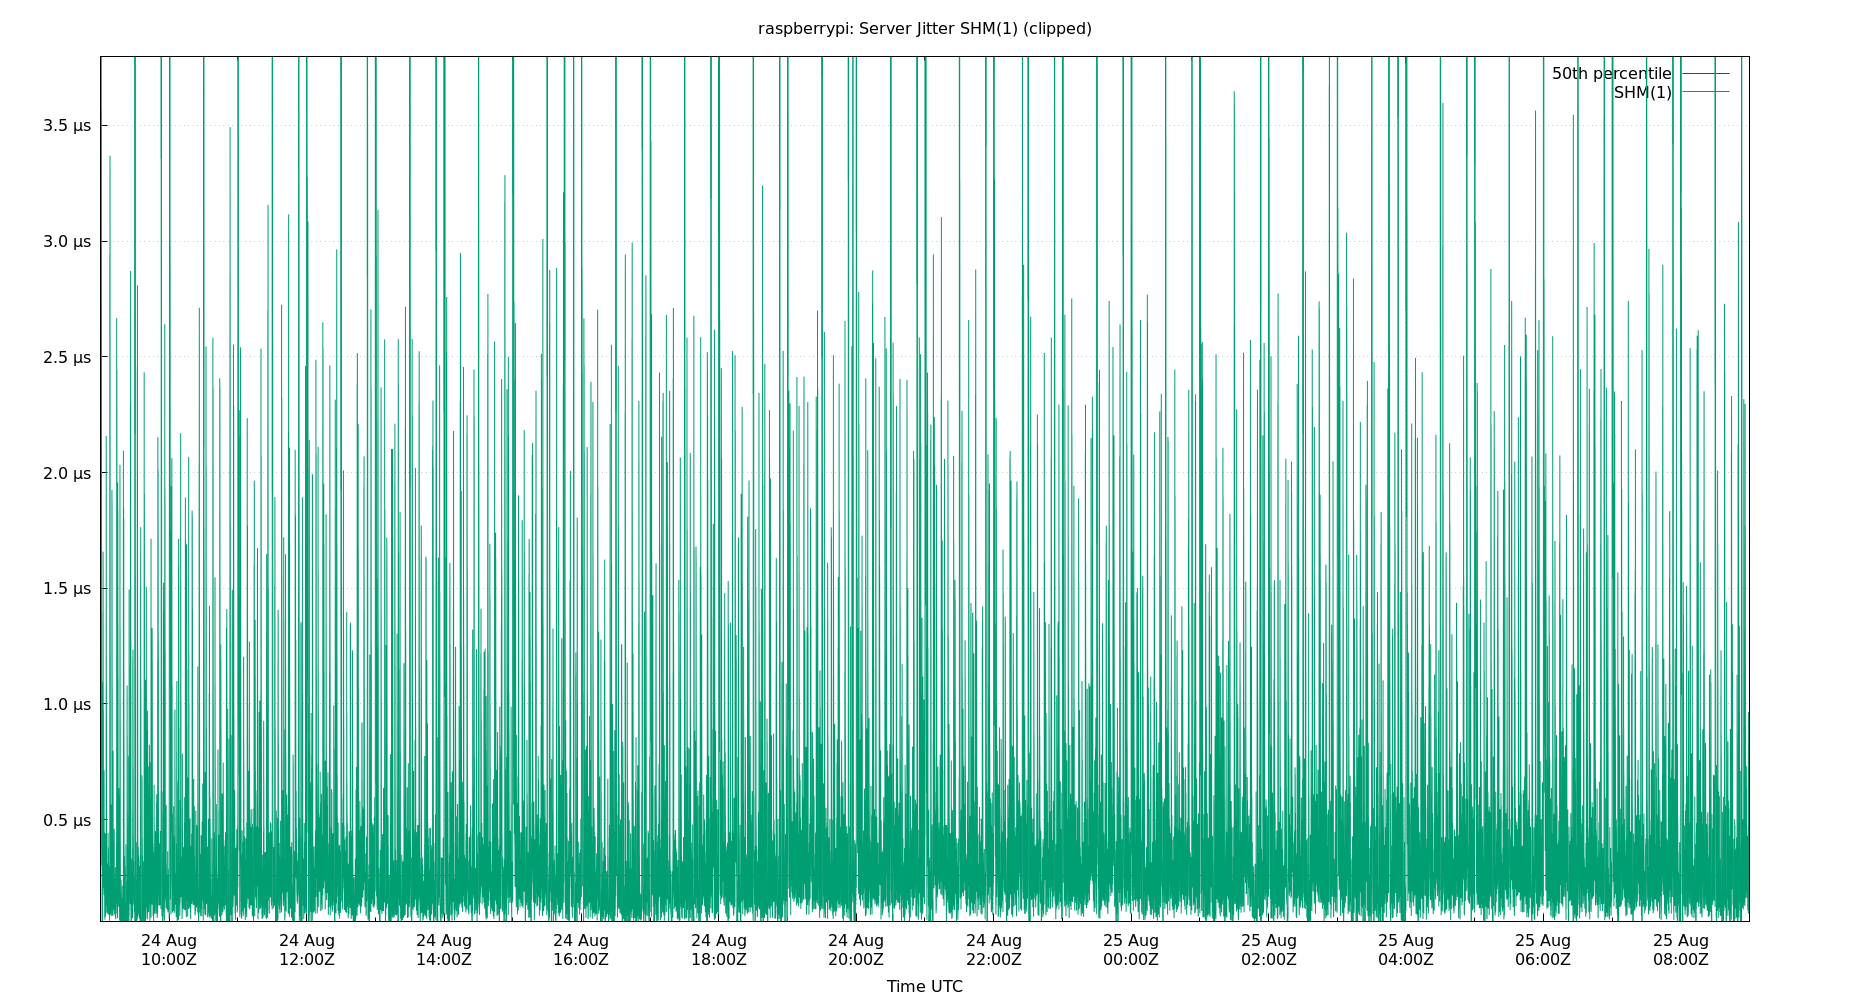 raspberrypi: Server Jitter SHM(1) (clipped)
50th percentile
SHM(1)
3.5 µs
3.0 µs
2.5 µs
2.0 µs
1.5 µs
1.0 µs
0.5 µs
24 Aug 24 Aug 24 Aug 24 Aug 24 Aug 24 Aug 24 Aug 25 Aug 25 Aug 25 Aug 25 Aug 25 Aug
10:00Z 12:00Z 14:00Z 16:00Z 18:00Z 20:00Z 22:00Z 00:00Z 02:00Z 04:00Z 06:00Z 08:00Z
Time UTC